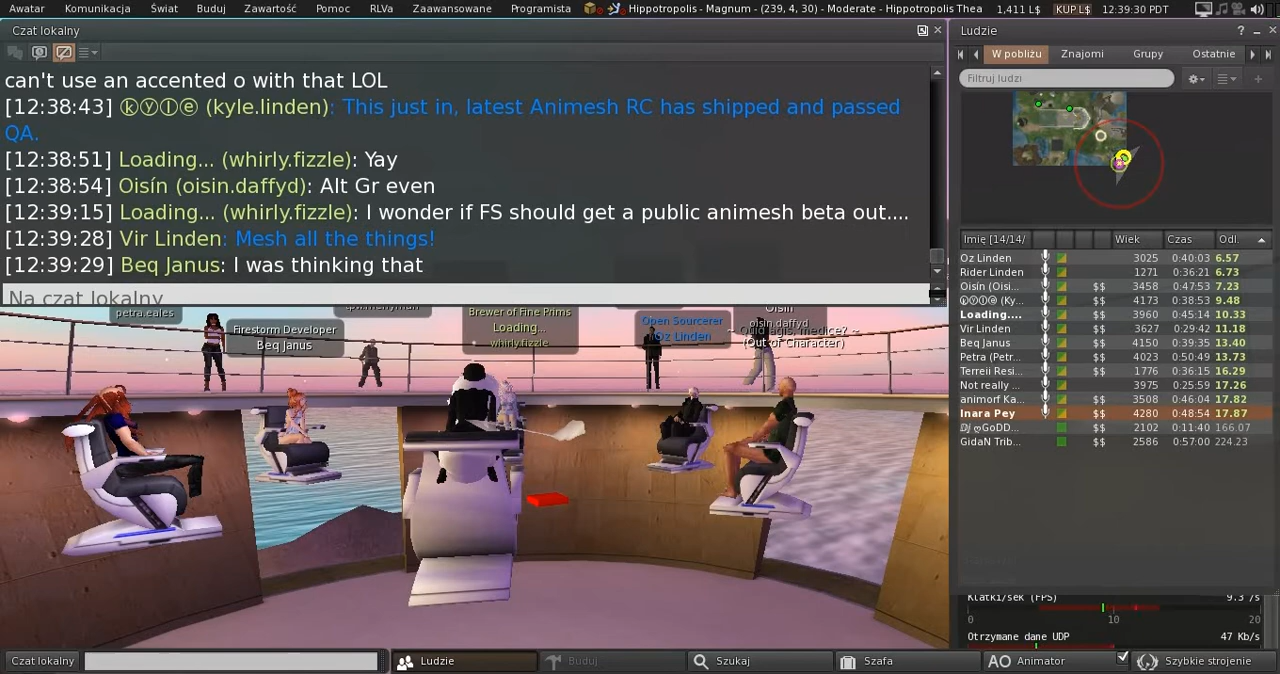 Awatar Komunikacja Świat Buduj Zawartość Pomoc RLVa Zaawansowane Programista Hippotropolis - Magnum - (239, 4, 30) - Moderate - Hippotropolis Thea 1,411 L$ KUP L$ 12:39:30 PDT
Czat lokalny
can't use an accented o with that LOL
[12:38:43] ⓚⓨⓛⓔ (kyle.linden): This just in, latest Animesh RC has shipped and passed
QA.
[12:38:51] Loading... (whirly.fizzle): Yay
[12:38:54] Oisín (oisin.daffyd): Alt Gr even
[12:39:15] Loading... (whirly.fizzle): I wonder if FS should get a public animesh beta out....
[12:39:28] Vir Linden: Mesh all the things!
[12:39:29] Beq Janus: I was thinking that
Na czat lokalny
petra.eales
Firestorm Developer
Beq Janus
Brewer of Fine Prims
Loading...
whirly.fizzle
Open Sourcerer
Oz Linden
Oisín
oisin.daffyd
(Out of Character)
Ludzie
W pobliżu Znajomi Grupy Ostatnie
Filtruj ludzi
Imię [14/14/ Wiek Czas Odl.
Oz Linden 3025 0:40:03 6.57
Rider Linden 1271 0:36:21 6.73
Oisín (Oisi... $$ 3458 0:47:53 7.23
ⓚⓨⓛⓔ (Ky... $$ 4173 0:38:53 9.48
Loading.... $$ 3960 0:45:14 10.33
Vir Linden $$ 3627 0:29:42 11.18
Beq Janus $$ 4150 0:39:35 13.40
Petra (Petr... $$ 4023 0:50:49 13.73
Terreii Resi... $$ 1776 0:36:15 16.29
Not really ... 3975 0:25:59 17.26
animorf Ka... $$ 3508 0:46:04 17.82
Inara Pey $$ 4280 0:48:54 17.87
$$ 2102 0:11:40 166.07
GidaN Trib... $$ 2586 0:57:00 224.23
Klatki/sek (FPS) 9.3 /s
0 10 20
Otrzymane dane UDP 47 Kb/s
Czat lokalny Ludzie Buduj Szukaj Szafa AO Animator Szybkie strojenie